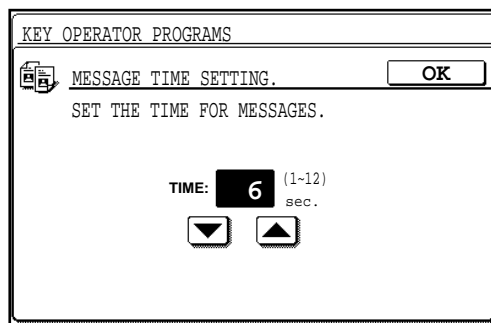 KEY OPERATOR PROGRAMS
MESSAGE TIME SETTING.
OK
SET THE TIME FOR MESSAGES.
TIME: 6 (1~12)
sec.